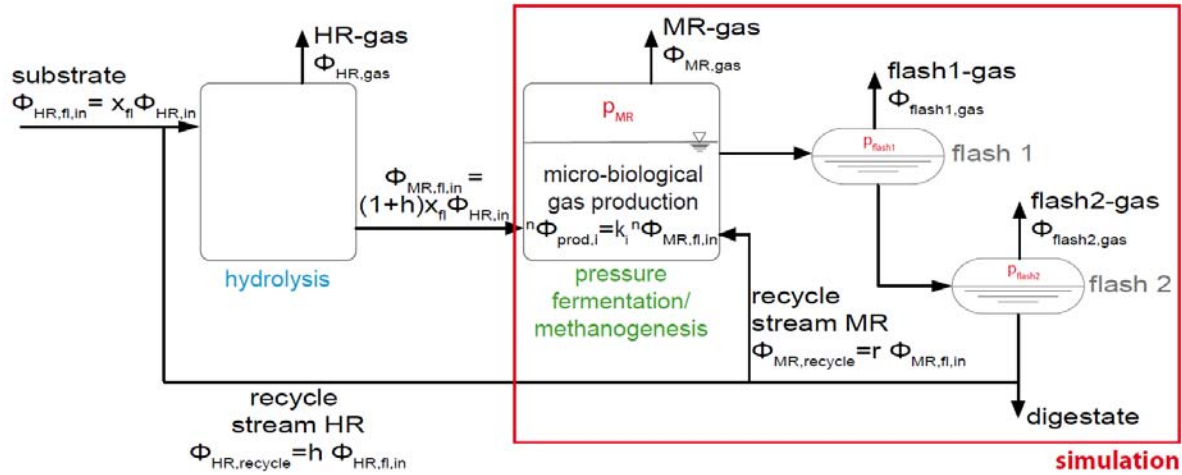 HR-gas
ΦHR,gas
substrate
ΦHR,fl,in= xflΦHR,in
hydrolysis
ΦMR,fl,in =
(1+h)xflΦHR,in
MR-gas
ΦMR,gas
pMR
micro-biological
gas production
nΦprod,i=ki nΦMR,fl,in
pressure
fermentation/
methanogenesis
flash1-gas
Φflash1,gas
pflash1
flash 1
flash2-gas
Φflash2,gas
pflash2
flash 2
recycle
stream MR
ΦMR,recycle=r ΦMR,fl,in
digestate
recycle
stream HR
ΦHR,recycle=h ΦHR,fl,in
simulation